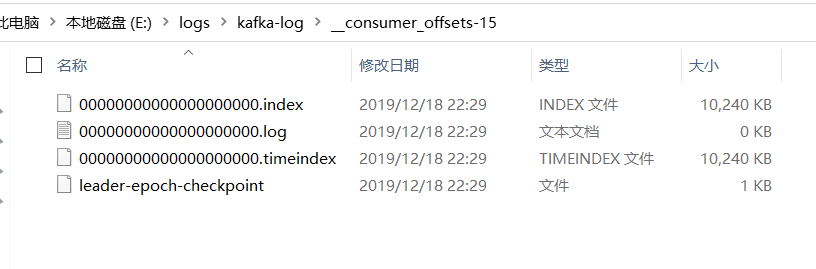 此电脑 › 本地磁盘 (E:) › logs › kafka-log › __consumer_offsets-15
名称 修改日期 类型 大小
00000000000000000000.index 2019/12/18 22:29 INDEX 文件 10,240 KB
00000000000000000000.log 2019/12/18 22:29 文本文档 0 KB
00000000000000000000.timeindex 2019/12/18 22:29 TIMEINDEX 文件 10,240 KB
leader-epoch-checkpoint 2019/12/18 22:29 文件 1 KB